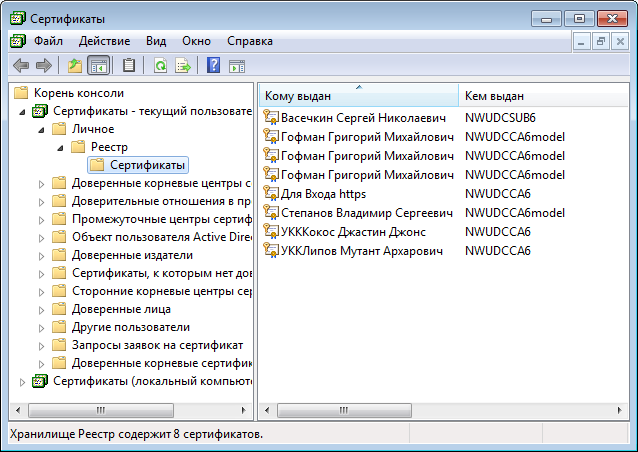 Сертификаты
Файл Действие Вид Окно Справка
Корень консоли
Сертификаты - текущий пользовате
Личное
Реестр
Сертификаты
Доверенные корневые центры с
Доверительные отношения в пр
Промежуточные центры сертиф
Объект пользователя Active Direc
Доверенные издатели
Сертификаты, к которым нет дов
Сторонние корневые центры сер
Доверенные лица
Другие пользователи
Запросы заявок на сертификат
Доверенные корневые сертифик
Сертификаты (локальный компьют
Кому выдан Кем выдан
Васечкин Сергей Николаевич NWUDCSUB6
Гофман Григорий Михайлович NWUDCCA6model
Гофман Григорий Михайлович NWUDCCA6model
Гофман Григорий Михайлович NWUDCCA6model
Для Входа https NWUDCCA6
Степанов Владимир Сергеевич NWUDCCA6model
УКККокос Джастин Джонс NWUDCCA6
УККЛипов Мутант Архарович NWUDCCA6
Хранилище Реестр содержит 8 сертификатов.